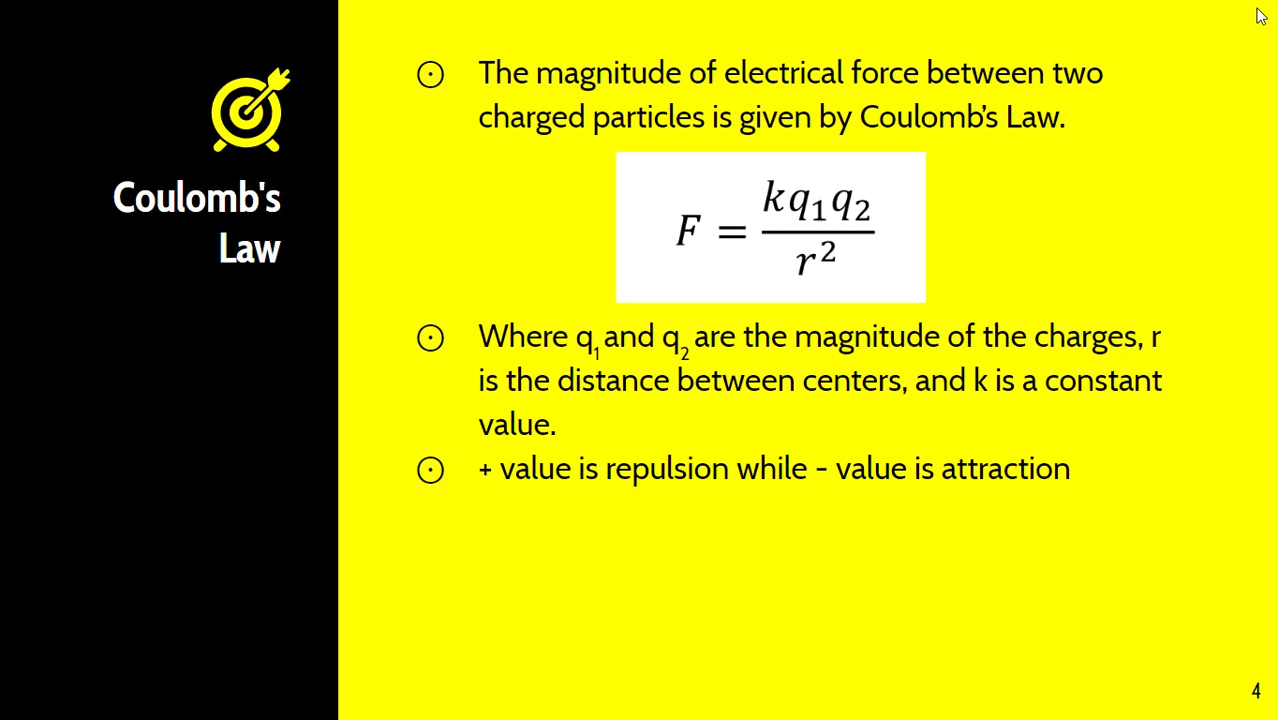 Coulomb's
Law
⊙ The magnitude of electrical force between two
charged particles is given by Coulomb’s Law.
F = kq₁q₂ / r²
⊙ Where q₁ and q₂ are the magnitude of the charges, r
is the distance between centers, and k is a constant
value.
⊙ + value is repulsion while - value is attraction
4